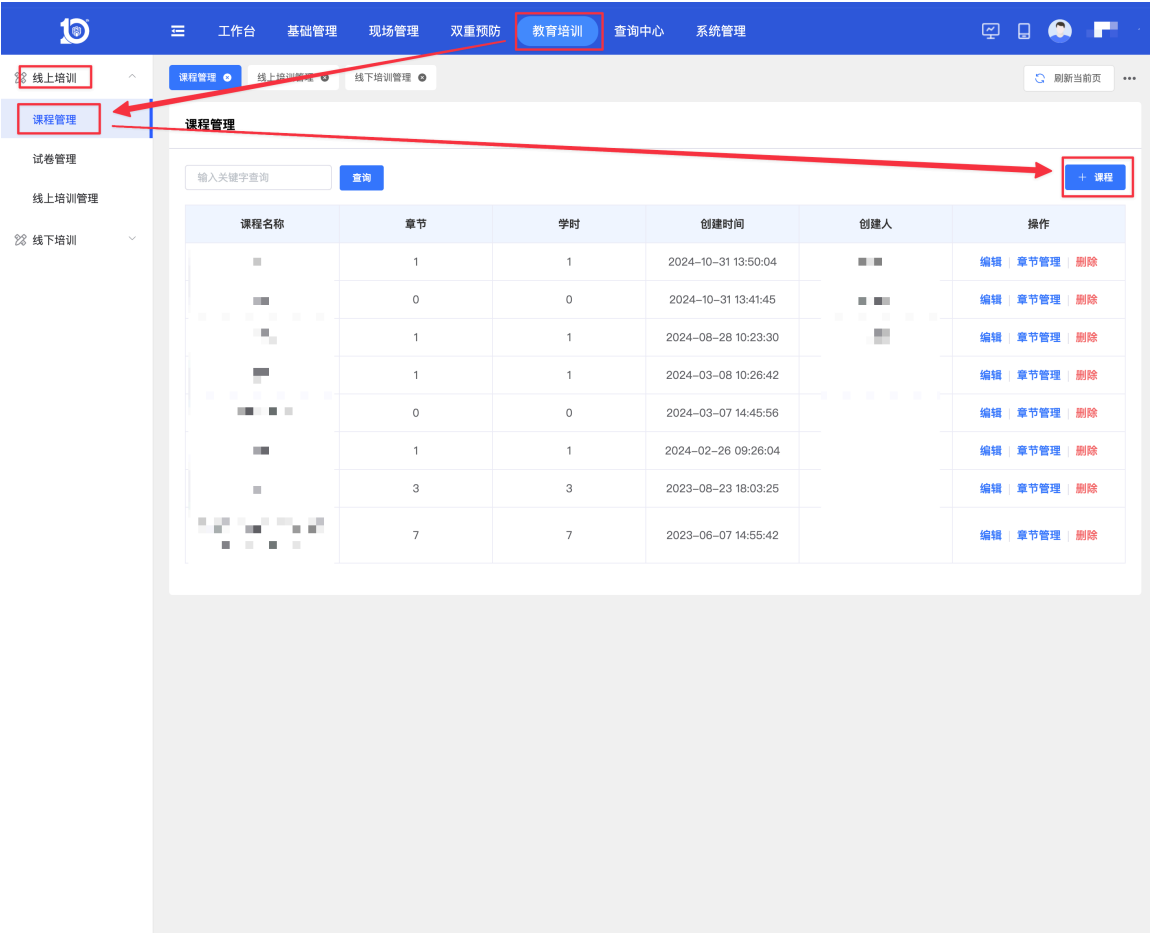 工作台 基础管理 现场管理 双重预防 教育培训 查询中心 系统管理
线上培训
课程管理
试卷管理
线上培训管理
线下培训
课程管理 线上培训管理 线下培训管理 刷新当前页
课程管理
输入关键字查询 查询 + 课程
课程名称 章节 学时 创建时间 创建人 操作
1 1 2024-10-31 13:50:04 编辑 章节管理 删除
0 0 2024-10-31 13:41:45 编辑 章节管理 删除
1 1 2024-08-28 10:23:30 编辑 章节管理 删除
1 1 2024-03-08 10:26:42 编辑 章节管理 删除
0 0 2024-03-07 14:45:56 编辑 章节管理 删除
1 1 2024-02-26 09:26:04 编辑 章节管理 删除
3 3 2023-08-23 18:03:25 编辑 章节管理 删除
7 7 2023-06-07 14:55:42 编辑 章节管理 删除